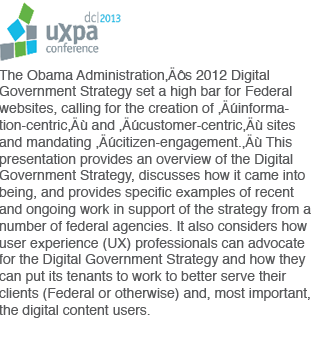 dc|2013
uxpa
conference
The Obama Administration‚Äôs 2012 Digital
Government Strategy set a high bar for Federal
websites, calling for the creation of ‚Äúinforma-
tion-centric‚Äù and ‚Äúcustomer-centric‚Äù sites
and mandating ‚Äúcitizen-engagement.‚Äù This
presentation provides an overview of the Digital
Government Strategy, discusses how it came into
being, and provides specific examples of recent
and ongoing work in support of the strategy from a
number of federal agencies. It also considers how
user experience (UX) professionals can advocate
for the Digital Government Strategy and how they
can put its tenants to work to better serve their
clients (Federal or otherwise) and, most important,
the digital content users.